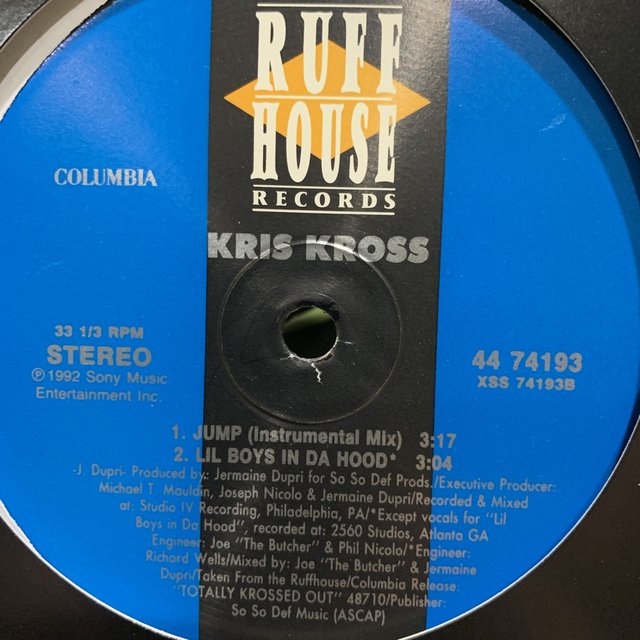 RUFF
HOUSE
RECORDS
COLUMBIA
KRIS KROSS
33 1/3 RPM
STEREO
℗1992 Sony Music
Entertainment Inc.
44 74193
XSS 74193B
1. JUMP (Instrumental Mix) 3:17
2. LIL BOYS IN DA HOOD* 3:04
-J. Dupri- Produced by: Jermaine Dupri for So So Def Prods./Executive Producer:
Michael T. Mauldin, Joseph Nicolo & Jermaine Dupri/Recorded & Mixed
at: Studio IV Recording, Philadelphia, PA/*Except vocals for "Lil
Boys in Da Hood", recorded at: 2560 Studios, Atlanta GA
Engineer: Joe "The Butcher" & Phil Nicolo/*Engineer:
Richard Wells/Mixed by: Joe "The Butcher" & Jermaine
Dupri/Taken From the Ruffhouse/Columbia Release:
"TOTALLY KROSSED OUT" 48710/Publisher:
So So Def Music (ASCAP)